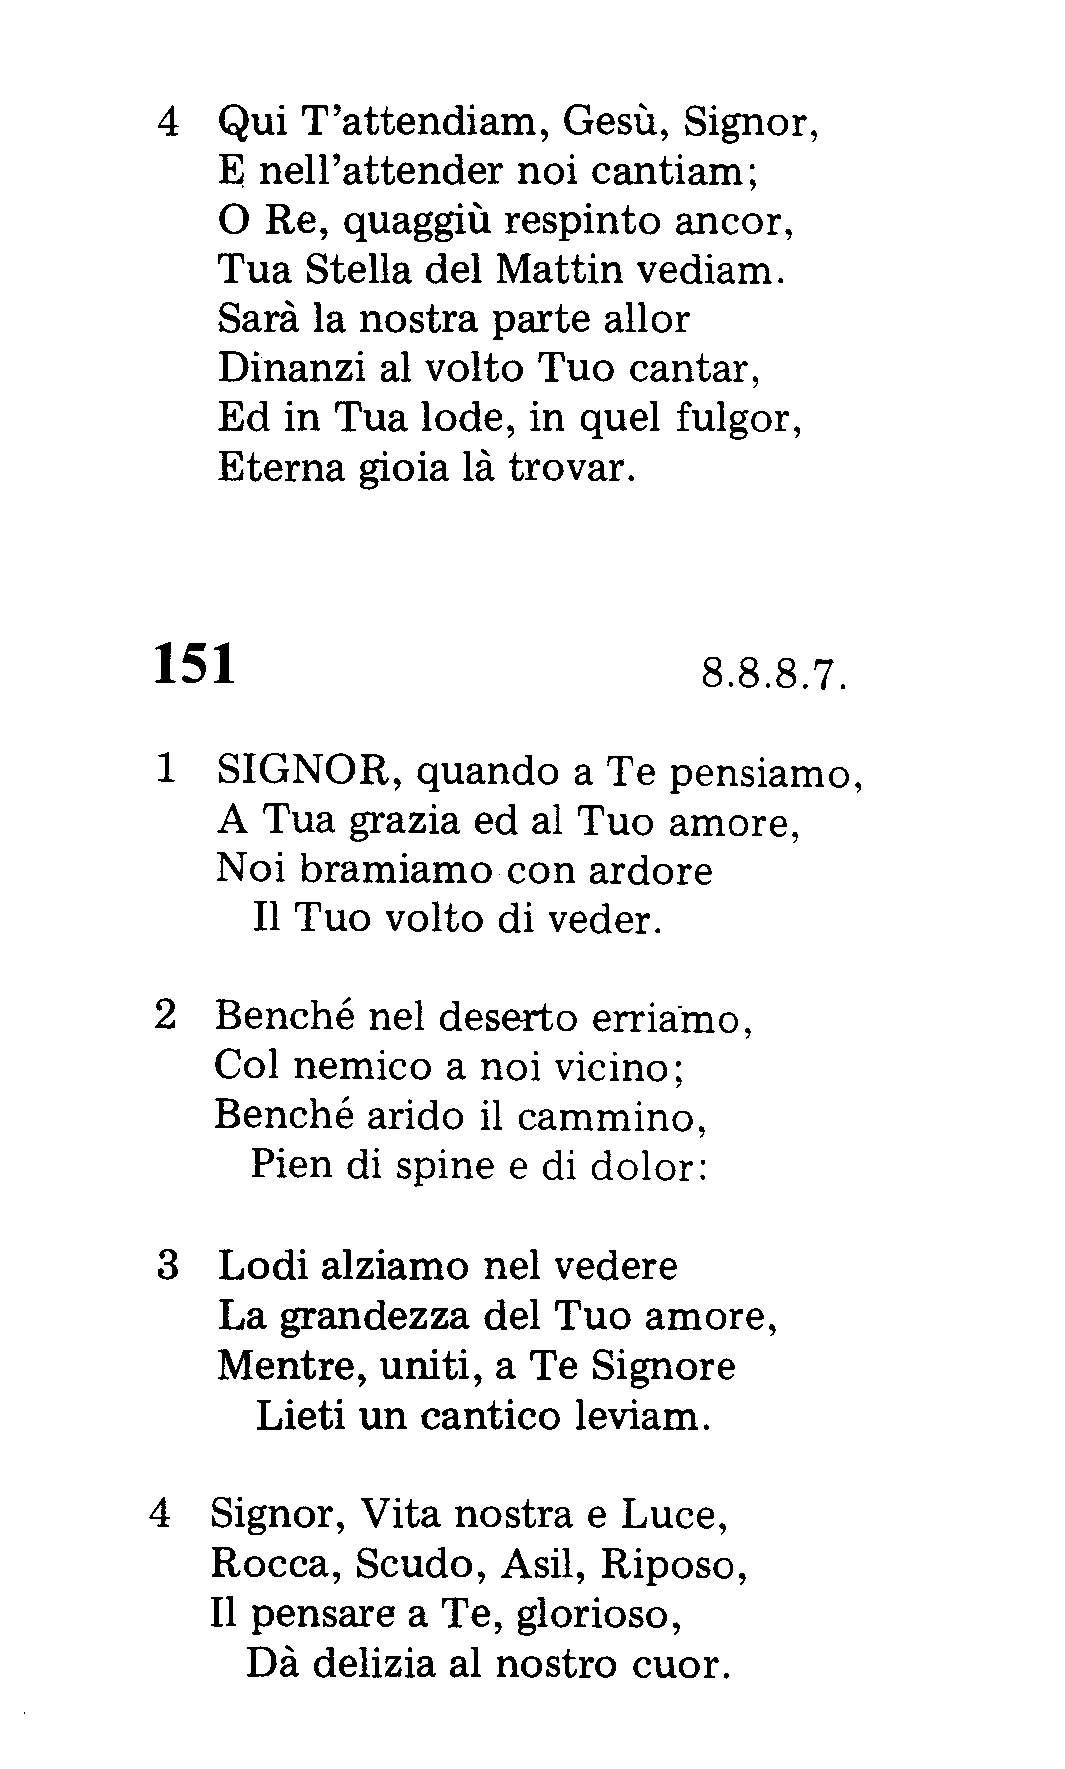 4 Qui T'attendiam, Gesù, Signor,
E nell'attender noi cantiam;
O Re, quaggiù respinto ancor,
Tua Stella del Mattin vediam.
Sarà la nostra parte allor
Dinanzi al volto Tuo cantar,
Ed in Tua lode, in quel fulgor,
Eterna gioia là trovar.
151 8.8.8.7.
1 SIGNOR, quando a Te pensiamo,
A Tua grazia ed al Tuo amore,
Noi bramiamo con ardore
Il Tuo volto di veder.
2 Benché nel deserto erriamo,
Col nemico a noi vicino;
Benché arido il cammino,
Pien di spine e di dolor:
3 Lodi alziamo nel vedere
La grandezza del Tuo amore,
Mentre, uniti, a Te Signore
Lieti un cantico leviam.
4 Signor, Vita nostra e Luce,
Rocca, Scudo, Asil, Riposo,
Il pensare a Te, glorioso,
Dà delizia al nostro cuor.